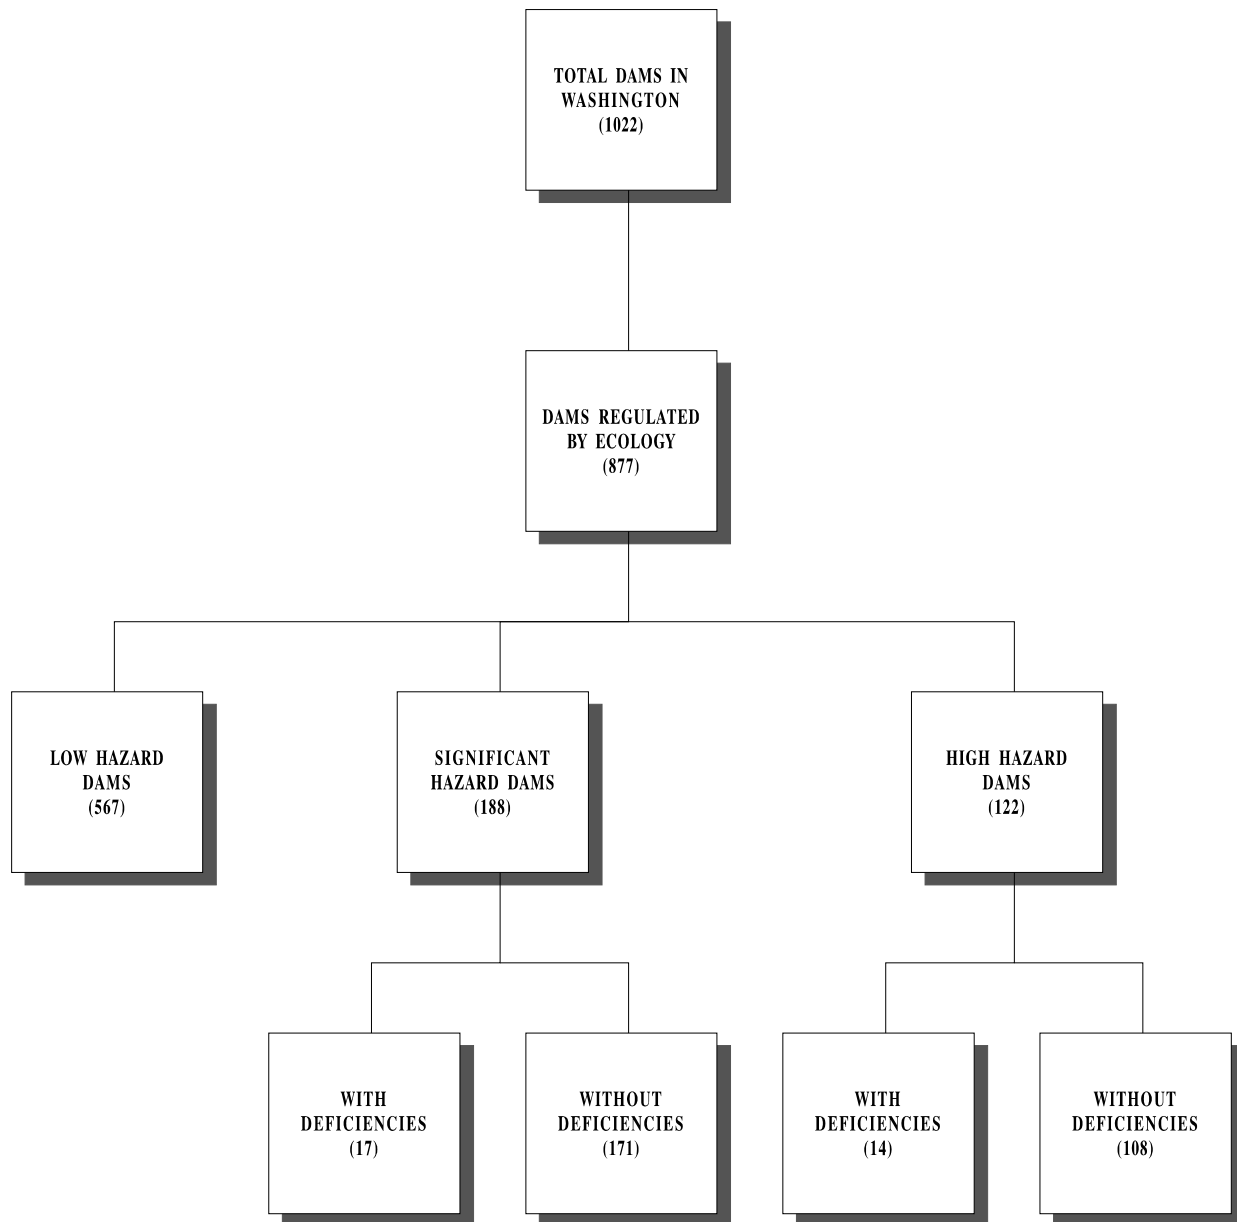 TOTAL DAMS IN
WASHINGTON
(1022)
DAMS REGULATED
BY ECOLOGY
(877)
LOW HAZARD
DAMS
(567)
SIGNIFICANT
HAZARD DAMS
(188)
HIGH HAZARD
DAMS
(122)
WITH
DEFICIENCIES
(17)
WITHOUT
DEFICIENCIES
(171)
WITH
DEFICIENCIES
(14)
WITHOUT
DEFICIENCIES
(108)